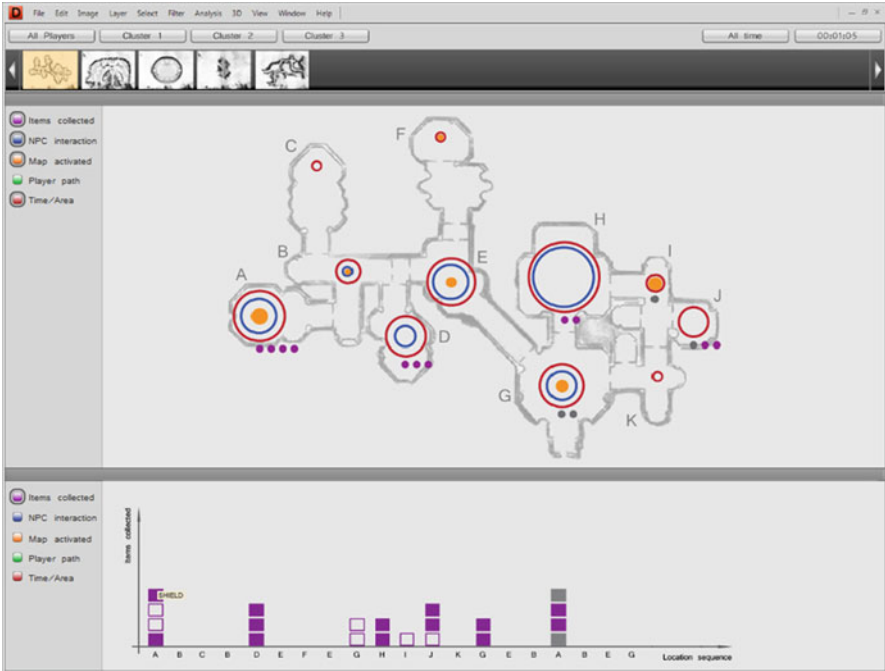 D File Edit Image Layer Select Filter Analysis 3D View Window Help
All Players Cluster 1 Cluster 2 Cluster 3 All time 00:01:05
Items collected
NPC interaction
Map activated
Player path
Time/Area
F
C
H
B
E
I
A
J
D
G
K
Items collected
NPC interaction
Map activated
Player path
Time/Area
Items collected
SHIELD
A B C B D E F E G H I J K G E B A B E G Location sequence